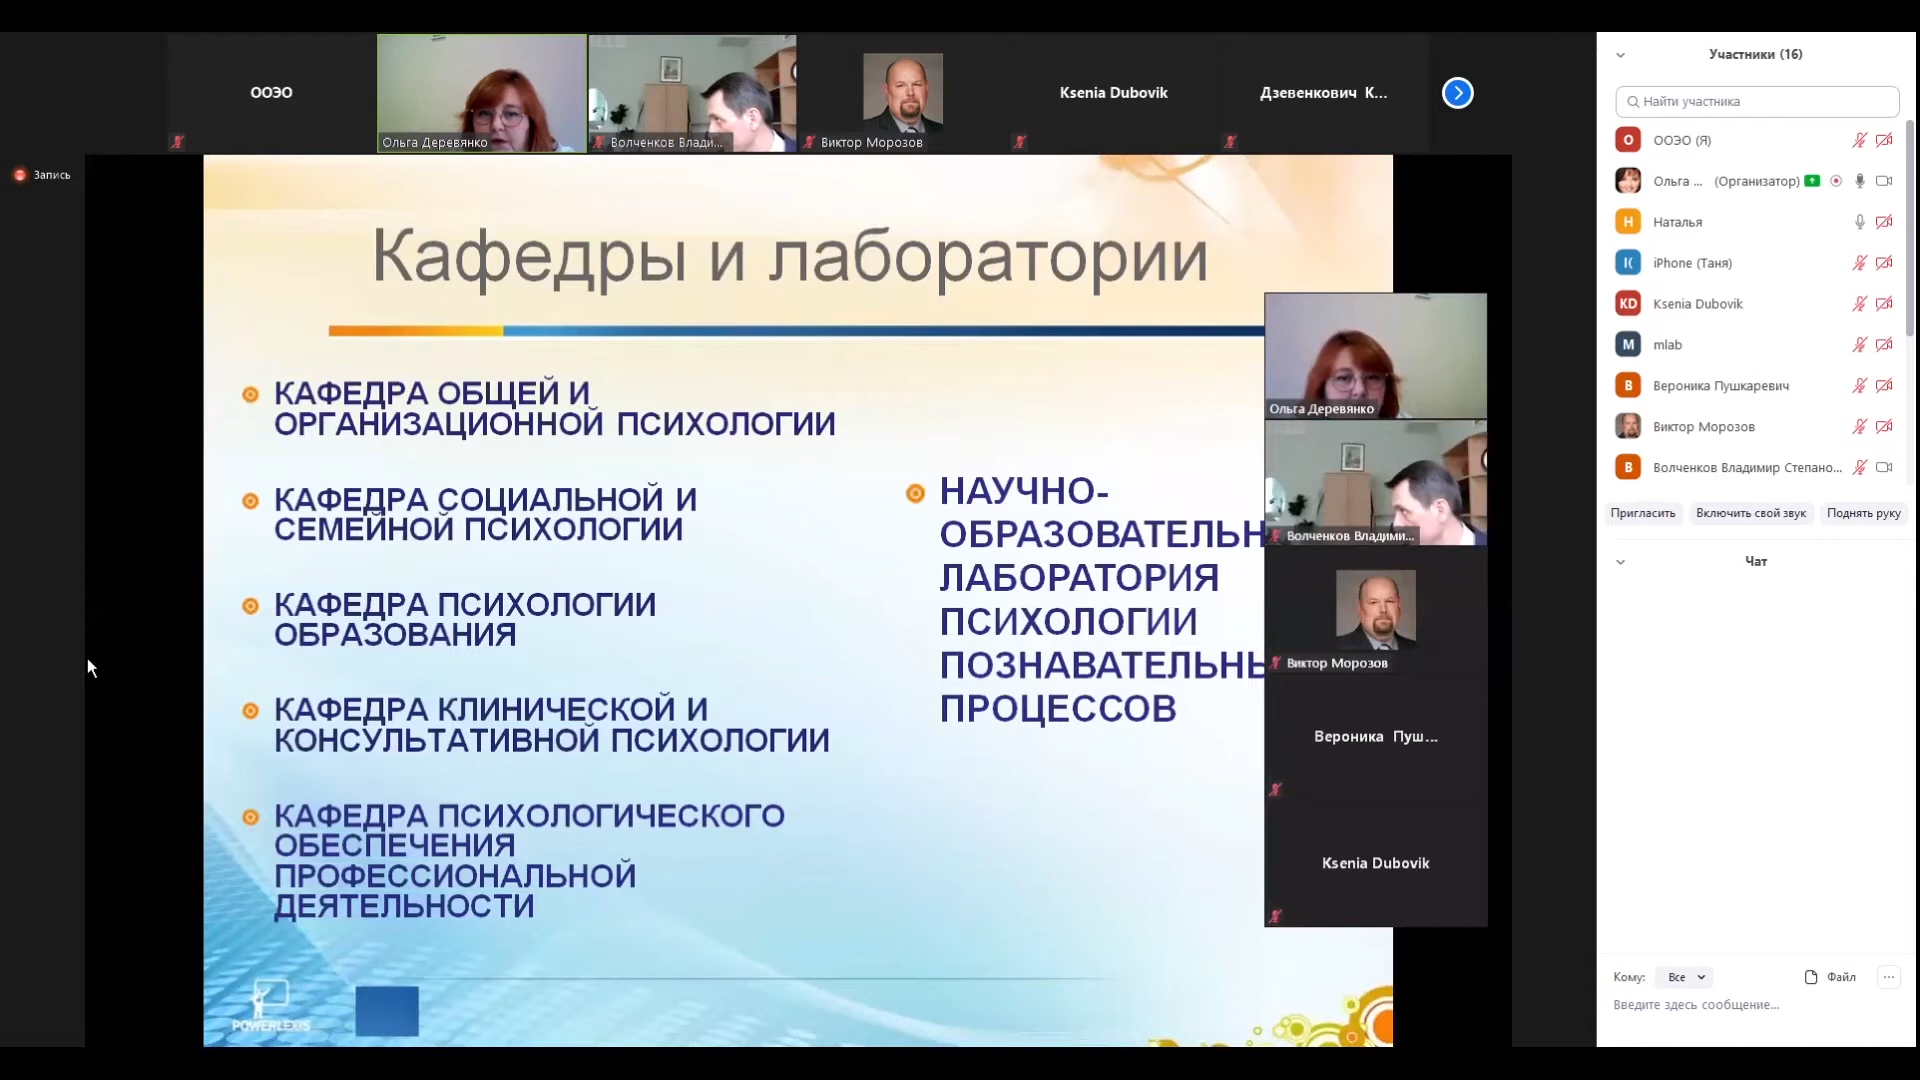 ООЭО
Ольга Деревянко
Волченков Влади...
Виктор Морозов
Ksenia Dubovik
Дзевенкович К...
Запись
Кафедры и лаборатории
КАФЕДРА ОБЩЕЙ И
ОРГАНИЗАЦИОННОЙ ПСИХОЛОГИИ
КАФЕДРА СОЦИАЛЬНОЙ И
СЕМЕЙНОЙ ПСИХОЛОГИИ
КАФЕДРА ПСИХОЛОГИИ
ОБРАЗОВАНИЯ
КАФЕДРА КЛИНИЧЕСКОЙ И
КОНСУЛЬТАТИВНОЙ ПСИХОЛОГИИ
КАФЕДРА ПСИХОЛОГИЧЕСКОГО
ОБЕСПЕЧЕНИЯ
ПРОФЕССИОНАЛЬНОЙ
ДЕЯТЕЛЬНОСТИ
НАУЧНО-
ОБРАЗОВАТЕЛЬН
ЛАБОРАТОРИЯ
ПСИХОЛОГИИ
ПОЗНАВАТЕЛЬНЫ
ПРОЦЕССОВ
POWERLEXIS
Ольга Деревянко
Волченков Владими...
Виктор Морозов
Вероника Пуш...
Ksenia Dubovik
Участники (16)
Найти участника
О ООЭО (Я)
Ольга ... (Организатор)
Н Наталья
I( iPhone (Таня)
KD Ksenia Dubovik
M mlab
В Вероника Пушкаревич
Виктор Морозов
В Волченков Владимир Степано...
Пригласить Включить свой звук Поднять руку
Чат
Кому: Все Файл ...
Введите здесь сообщение...